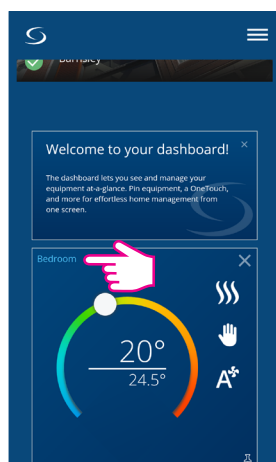 Barnsley
Welcome to your dashboard!
The dashboard lets you see and manage your
equipment at-a-glance. Pin equipment, a OneTouch,
and more for effortless home management from
one screen.
Bedroom
20°
24.5°
A